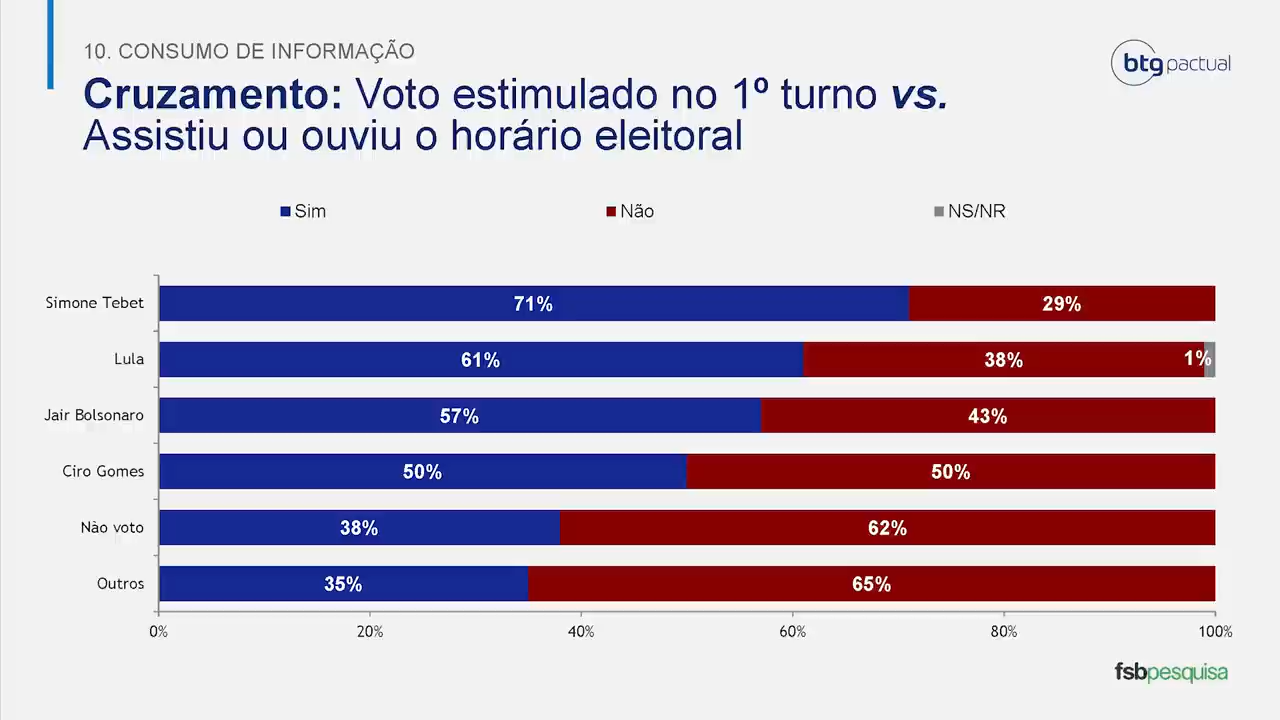 10. CONSUMO DE INFORMAÇÃO
btg pactual
Cruzamento: Voto estimulado no 1º turno vs.
Assistiu ou ouviu o horário eleitoral
Sim Não NS/NR
Simone Tebet 71% 29%
Lula 61% 38% 1%
Jair Bolsonaro 57% 43%
Ciro Gomes 50% 50%
Não voto 38% 62%
Outros 35% 65%
0% 20% 40% 60% 80% 100%
fsbpesquisa